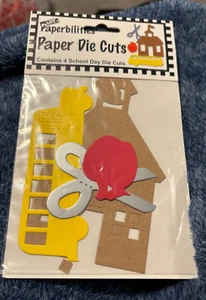 Paperbilities
Paper Die Cuts
Contains 4 School Day Die Cuts